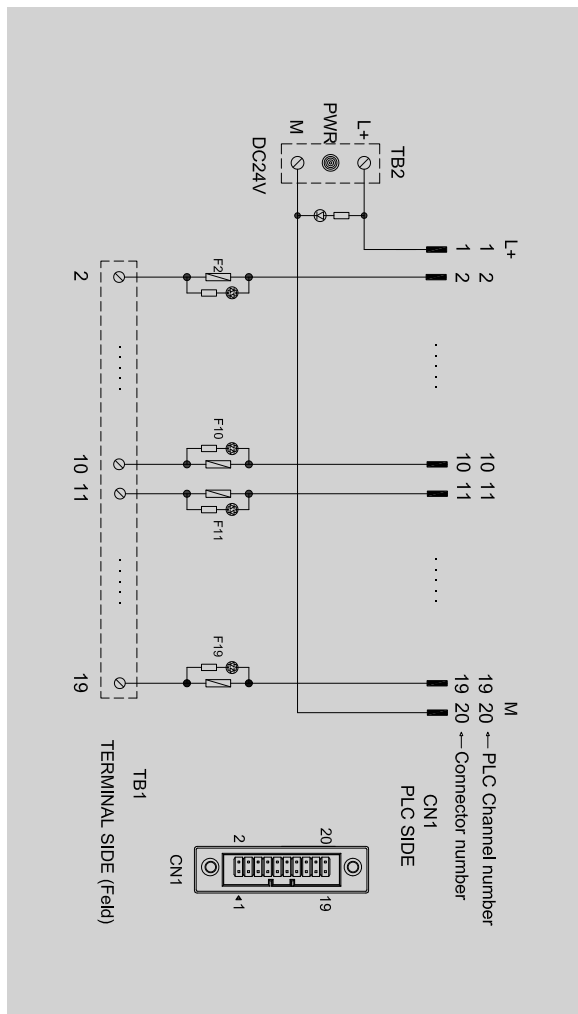 L+ M
1 2 10 11 19 20 ← PLC Channel number
1 2 10 11 19 20 ← Connector number
CN1
PLC SIDE
TB2
L+
PWR
M
DC24V
F2
F10
F11
F19
2 10 11 19
TB1
TERMINAL SIDE (Feld)
2 20
1 19
CN1